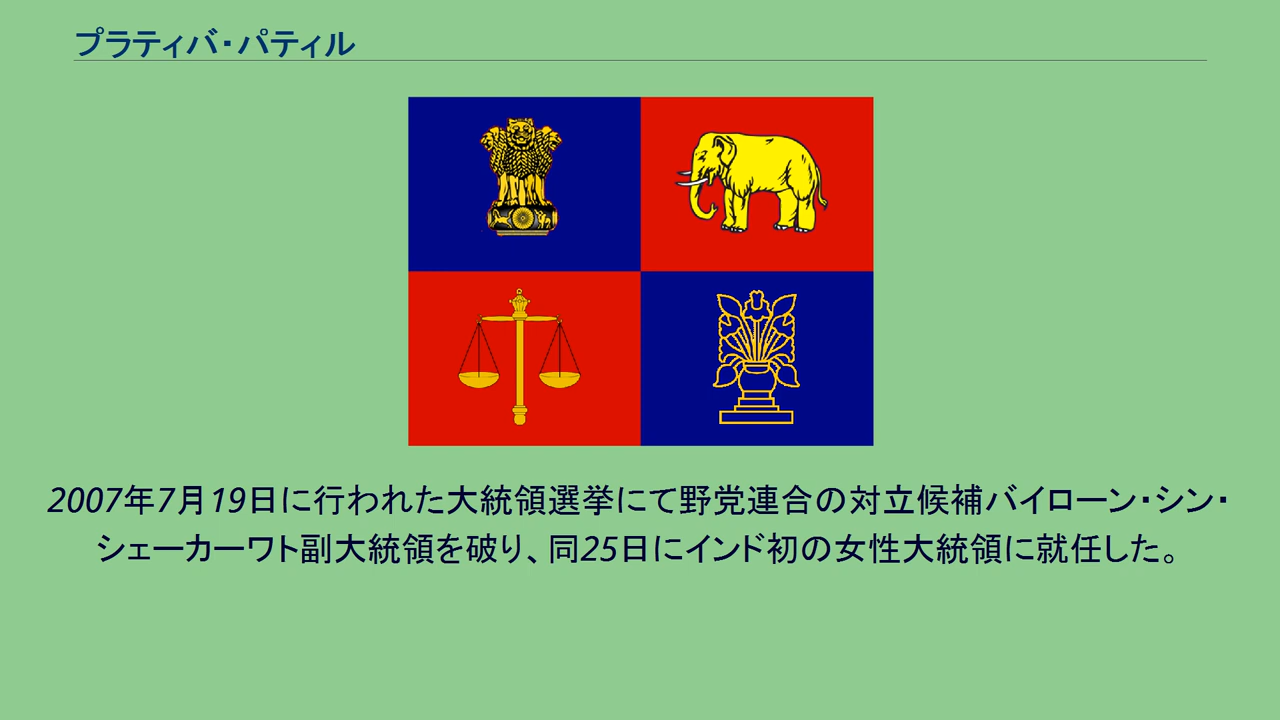 プラティバ・パティル
2007年7月19日に行われた大統領選挙にて野党連合の対立候補バイローン・シン・
シェーカーワト副大統領を破り、同25日にインド初の女性大統領に就任した。